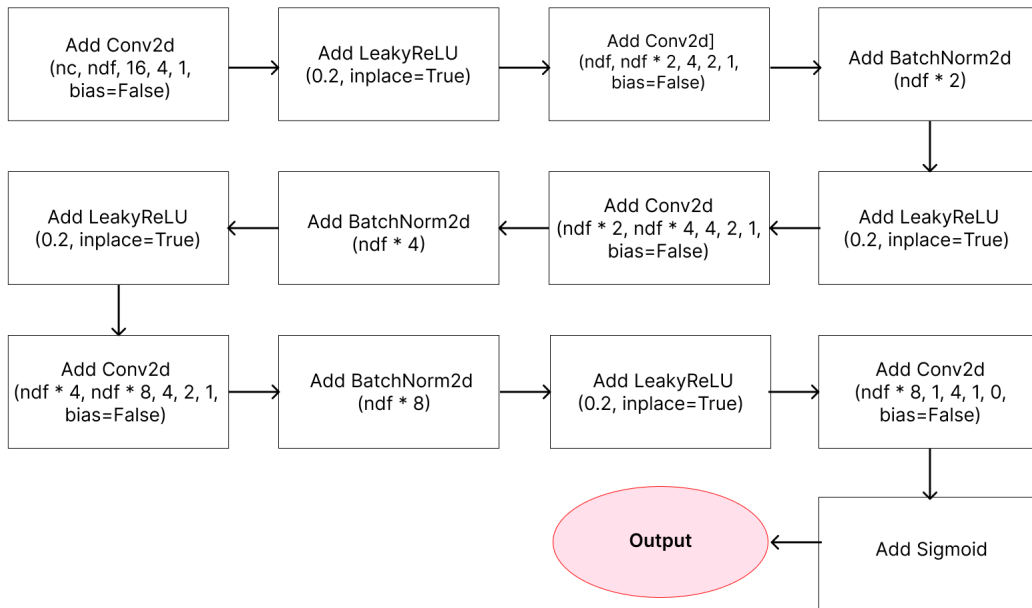 Add Conv2d
(nc, ndf, 16, 4, 1,
bias=False)
Add LeakyReLU
(0.2, inplace=True)
Add Conv2d]
(ndf, ndf * 2, 4, 2, 1,
bias=False)
Add BatchNorm2d
(ndf * 2)
Add LeakyReLU
(0.2, inplace=True)
Add Conv2d
(ndf * 2, ndf * 4, 4, 2, 1,
bias=False)
Add BatchNorm2d
(ndf * 4)
Add LeakyReLU
(0.2, inplace=True)
Add Conv2d
(ndf * 4, ndf * 8, 4, 2, 1,
bias=False)
Add BatchNorm2d
(ndf * 8)
Add LeakyReLU
(0.2, inplace=True)
Add Conv2d
(ndf * 8, 1, 4, 1, 0,
bias=False)
Add Sigmoid
Output